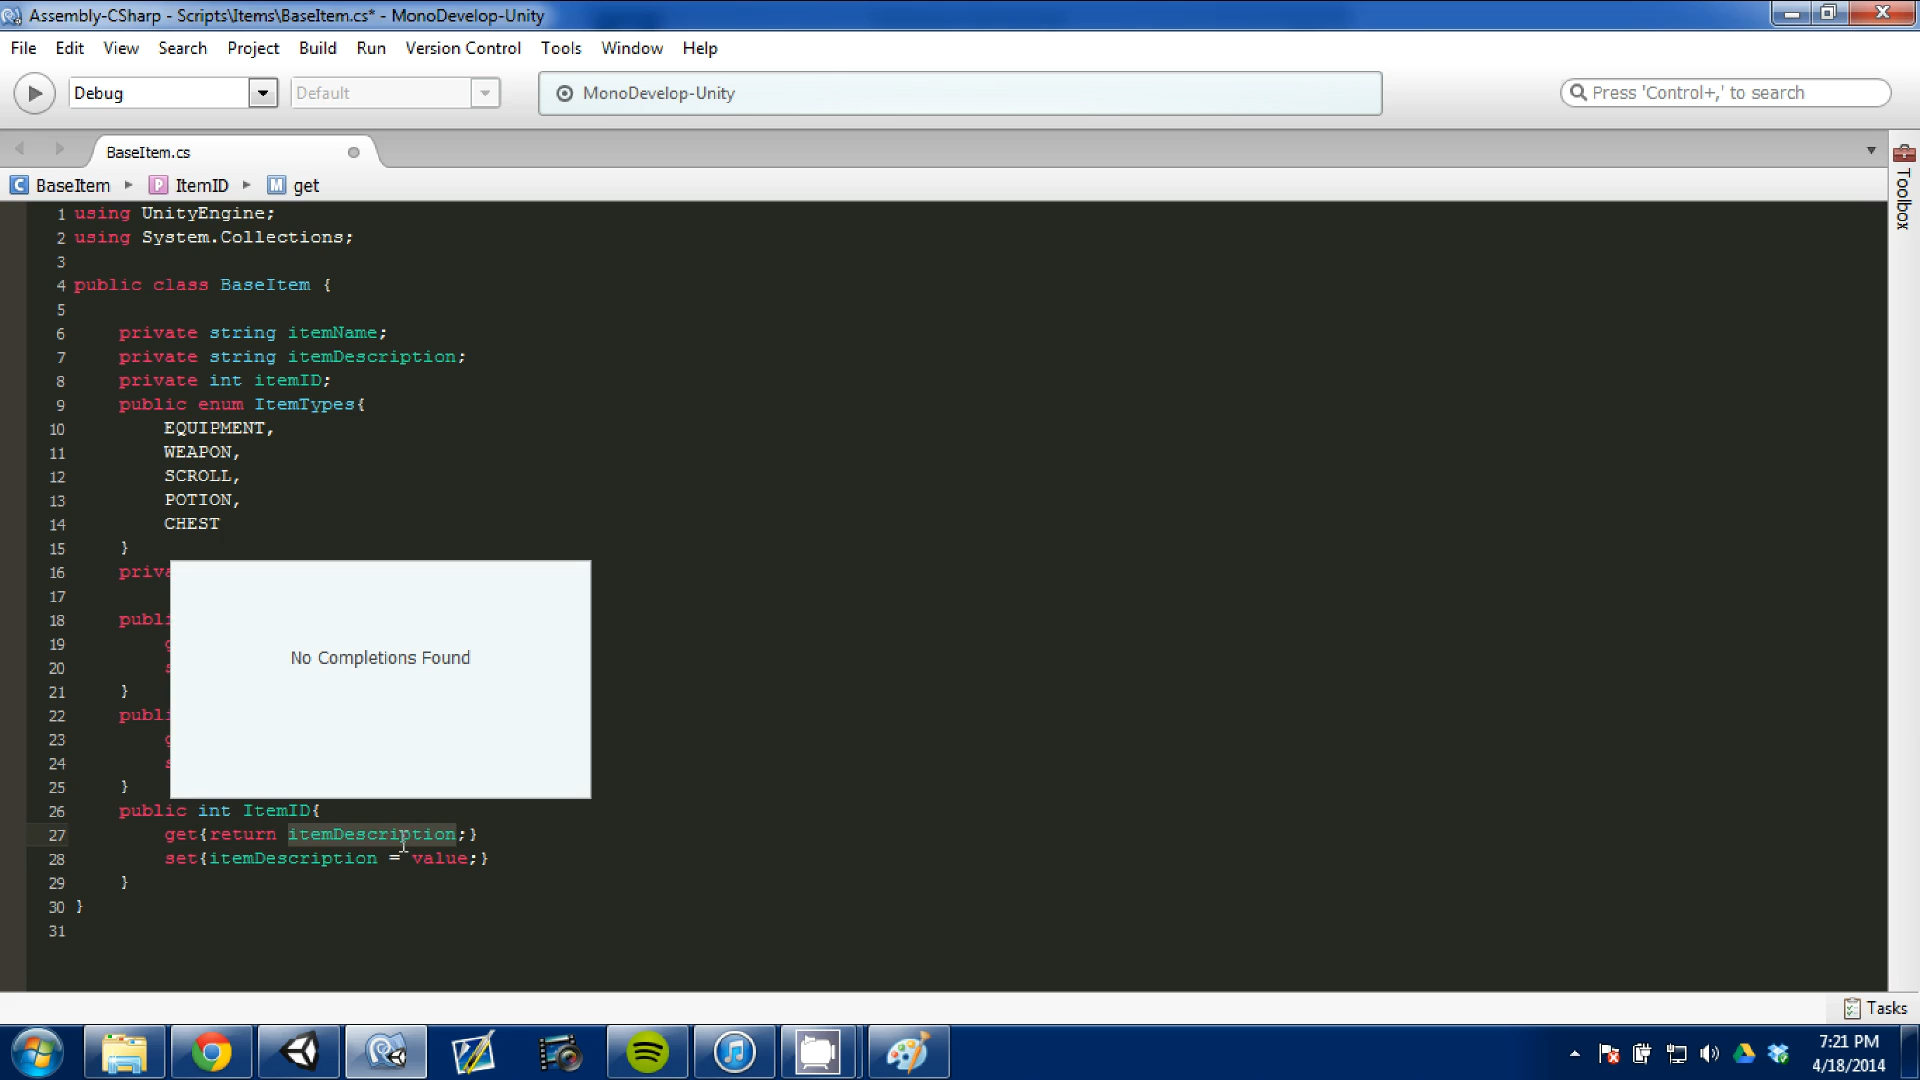 Assembly-CSharp - Scripts\Items\BaseItem.cs* - MonoDevelop-Unity
File Edit View Search Project Build Run Version Control Tools Window Help
Debug Default MonoDevelop-Unity Press 'Control+,' to search
BaseItem.cs
BaseItem ItemID get
Toolbox
1 using UnityEngine;
2 using System.Collections;
3
4 public class BaseItem {
5
6 private string itemName;
7 private string itemDescription;
8 private int itemID;
9 public enum ItemTypes{
10 EQUIPMENT,
11 WEAPON,
12 SCROLL,
13 POTION,
14 CHEST
15 }
16 priva
17
18 publi
19
20
21 }
22 publi
23
24
25 }
No Completions Found
26 public int ItemID{
27 get{return itemDescription;}
28 set{itemDescription = value;}
29 }
30 }
31
Tasks
7:21 PM
4/18/2014